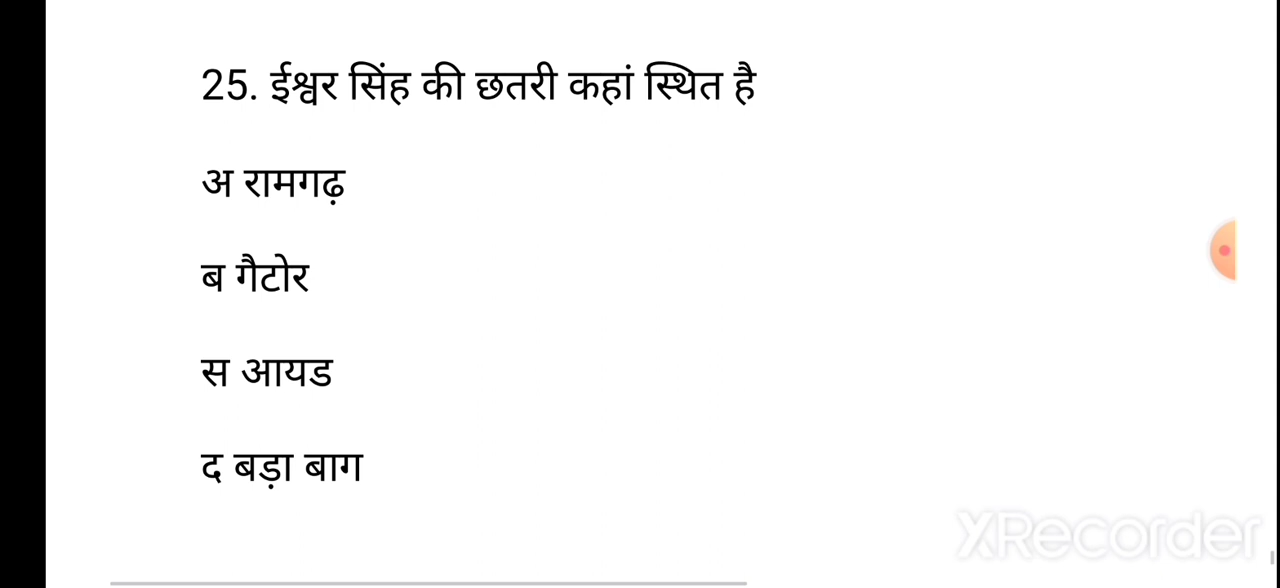 25. ईश्वर सिंह की छतरी कहां स्थित है
अ रामगढ़
ब गैटोर
स आयड
द बड़ा बाग
XRecorder